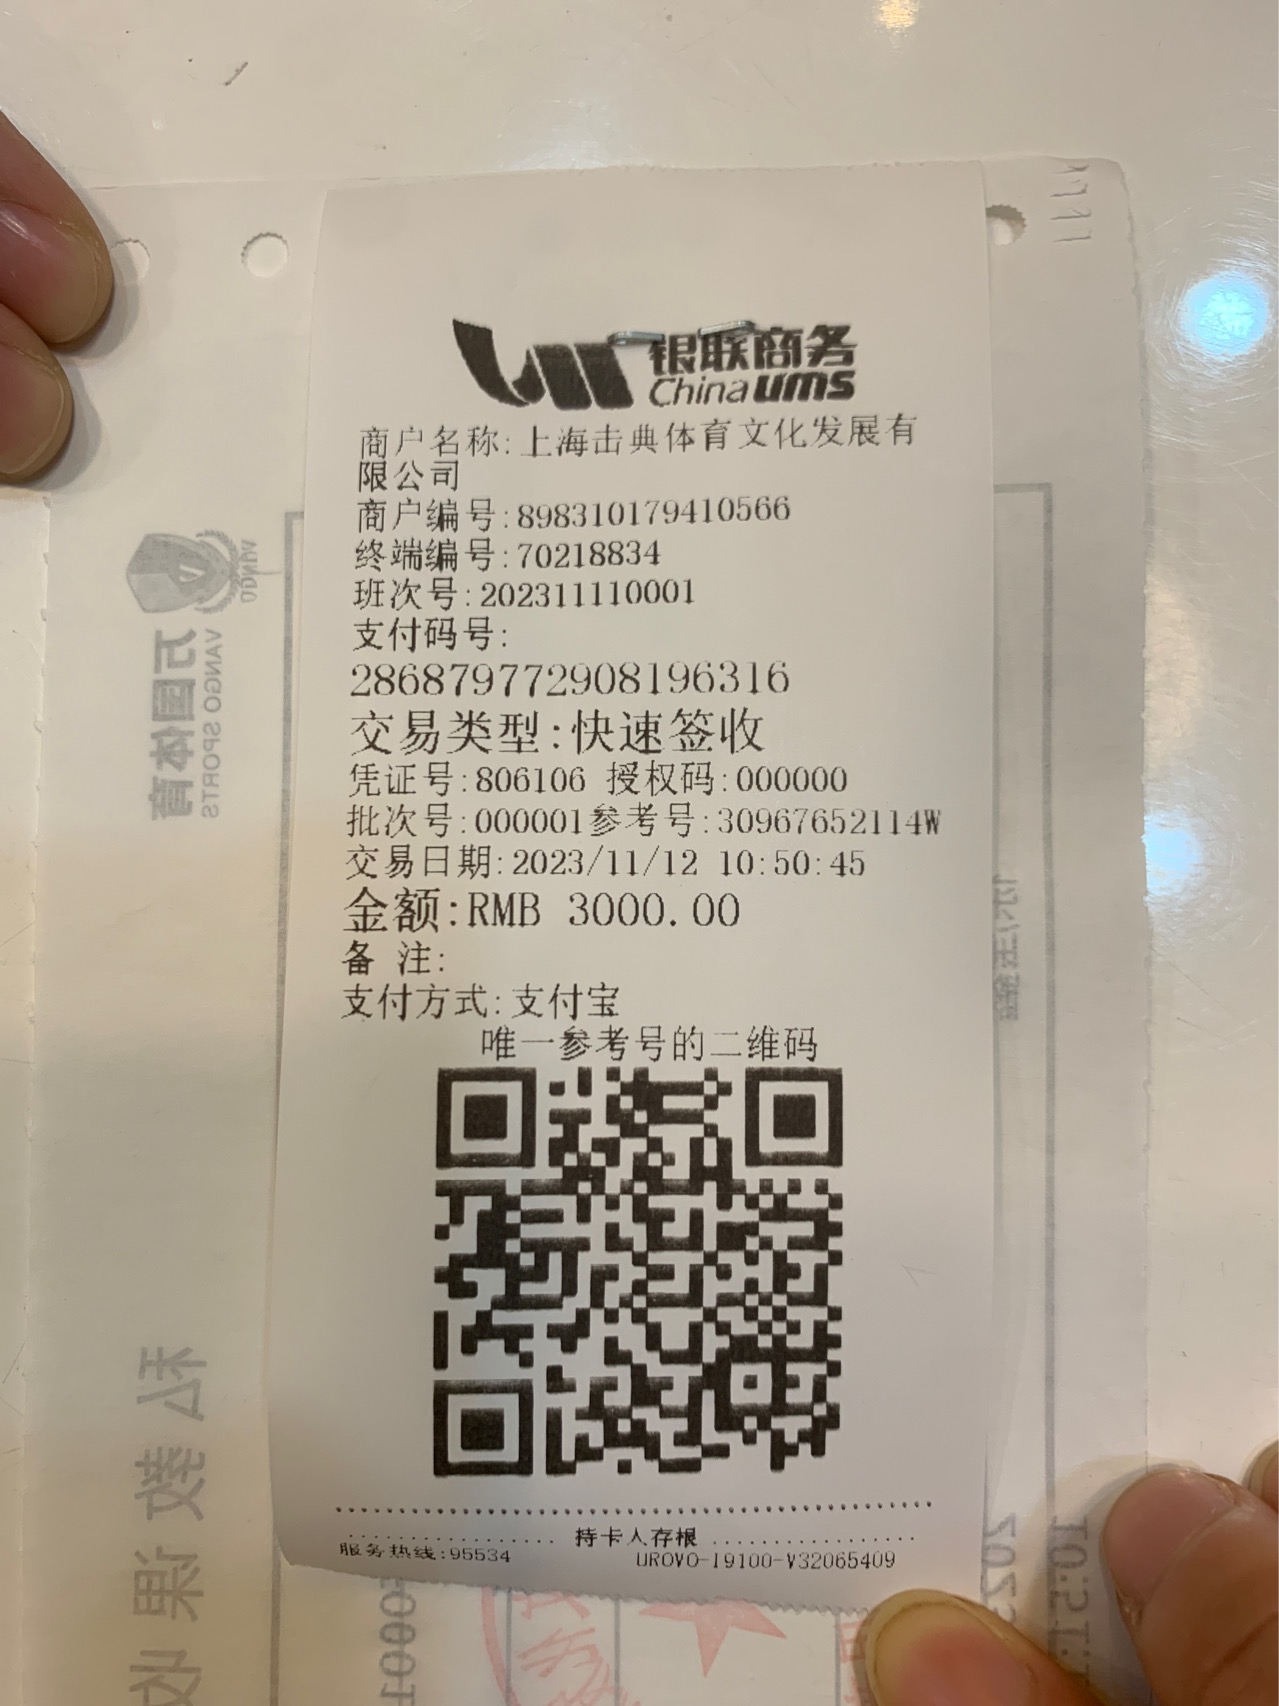 银联商务
China ums
商户名称:上海击典体育文化发展有
限公司
商户编号:898310179410566
终端编号:70218834
班次号:202311110001
支付码号:
286879772908196316
交易类型:快速签收
凭证号:806106 授权码:000000
批次号:000001参考号:30967652114W
交易日期:2023/11/12 10:50:45
金额:RMB 3000.00
备 注:
支付方式:支付宝
唯一参考号的二维码
持卡人存根
服务热线:95534 UROVO-I9100-V32065409
VANGO
万国体育
VANGO SPORTS